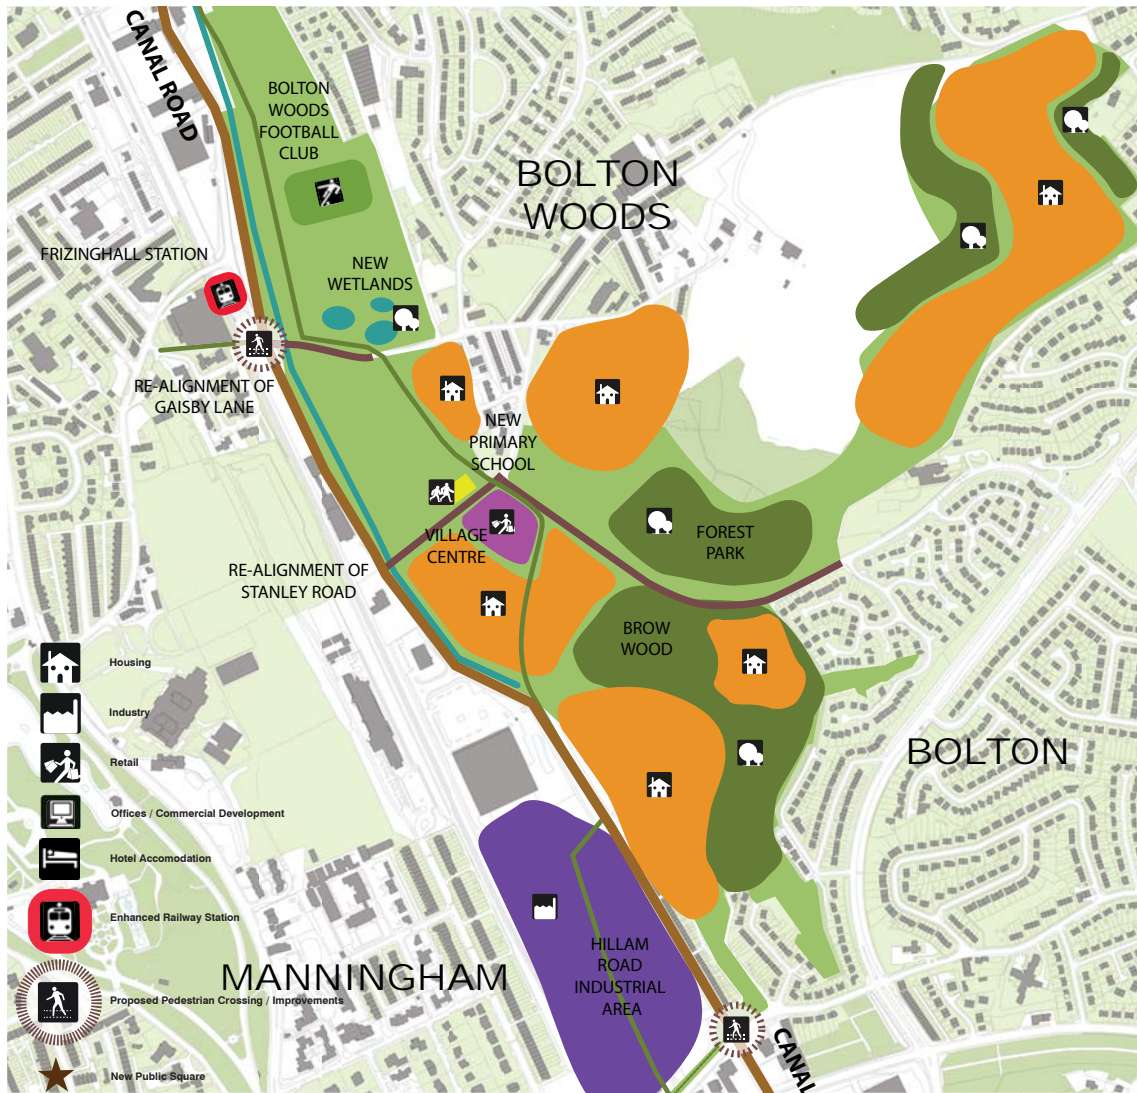 CANAL ROAD
BOLTON
WOODS
FOOTBALL
CLUB
BOLTON
WOODS
FRIZINGHALL STATION
NEW
WETLANDS
RE-ALIGNMENT OF
GAISBY LANE
NEW
PRIMARY
SCHOOL
VILLAGE
CENTRE
FOREST
PARK
RE-ALIGNMENT OF
STANLEY ROAD
BROW
WOOD
BOLTON
HILLAM
ROAD
INDUSTRIAL
AREA
MANNINGHAM
CANAL
Housing
Industry
Retail
Offices / Commercial Development
Hotel Accomodation
Enhanced Railway Station
Proposed Pedestrian Crossing / Improvements
New Public Square